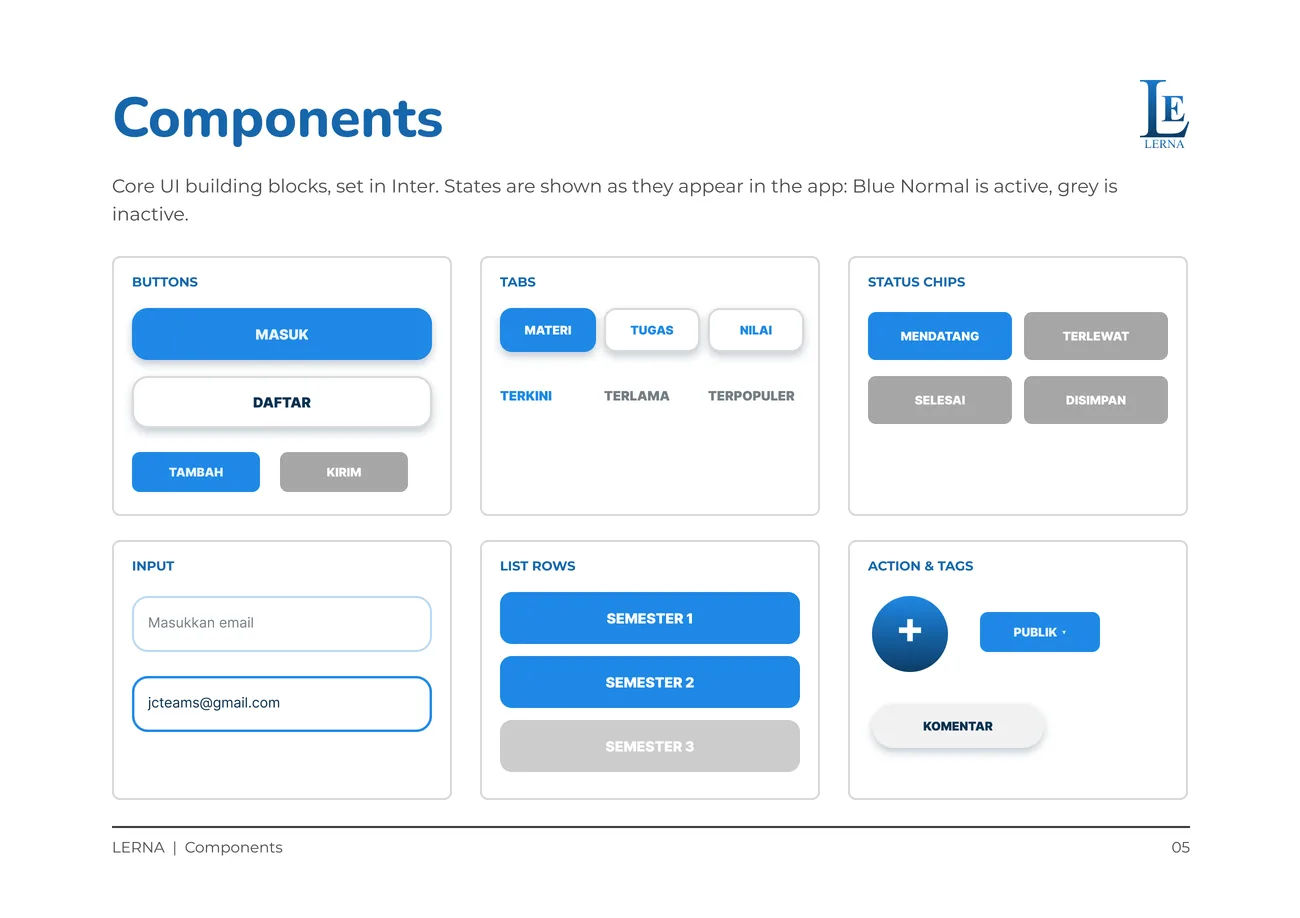 Components
LE
LERNA
Core UI building blocks, set in Inter. States are shown as they appear in the app: Blue Normal is active, grey is
inactive.
BUTTONS
MASUK
DAFTAR
TAMBAH
KIRIM
TABS
MATERI
TUGAS
NILAI
TERKINI
TERLAMA
TERPOPULER
STATUS CHIPS
MENDATANG
TERLEWAT
SELESAI
DISIMPAN
INPUT
Masukkan email
jcteams@gmail.com
LIST ROWS
SEMESTER 1
SEMESTER 2
SEMESTER 3
ACTION & TAGS
+
PUBLIK ▾
KOMENTAR
LERNA | Components
05